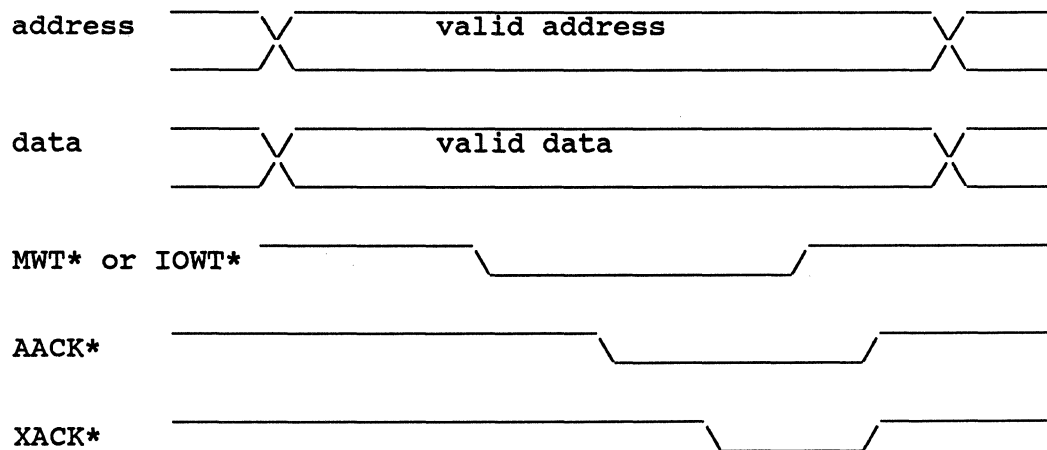 address valid address
data valid data
MWT* or IOWT*
AACK*
XACK*